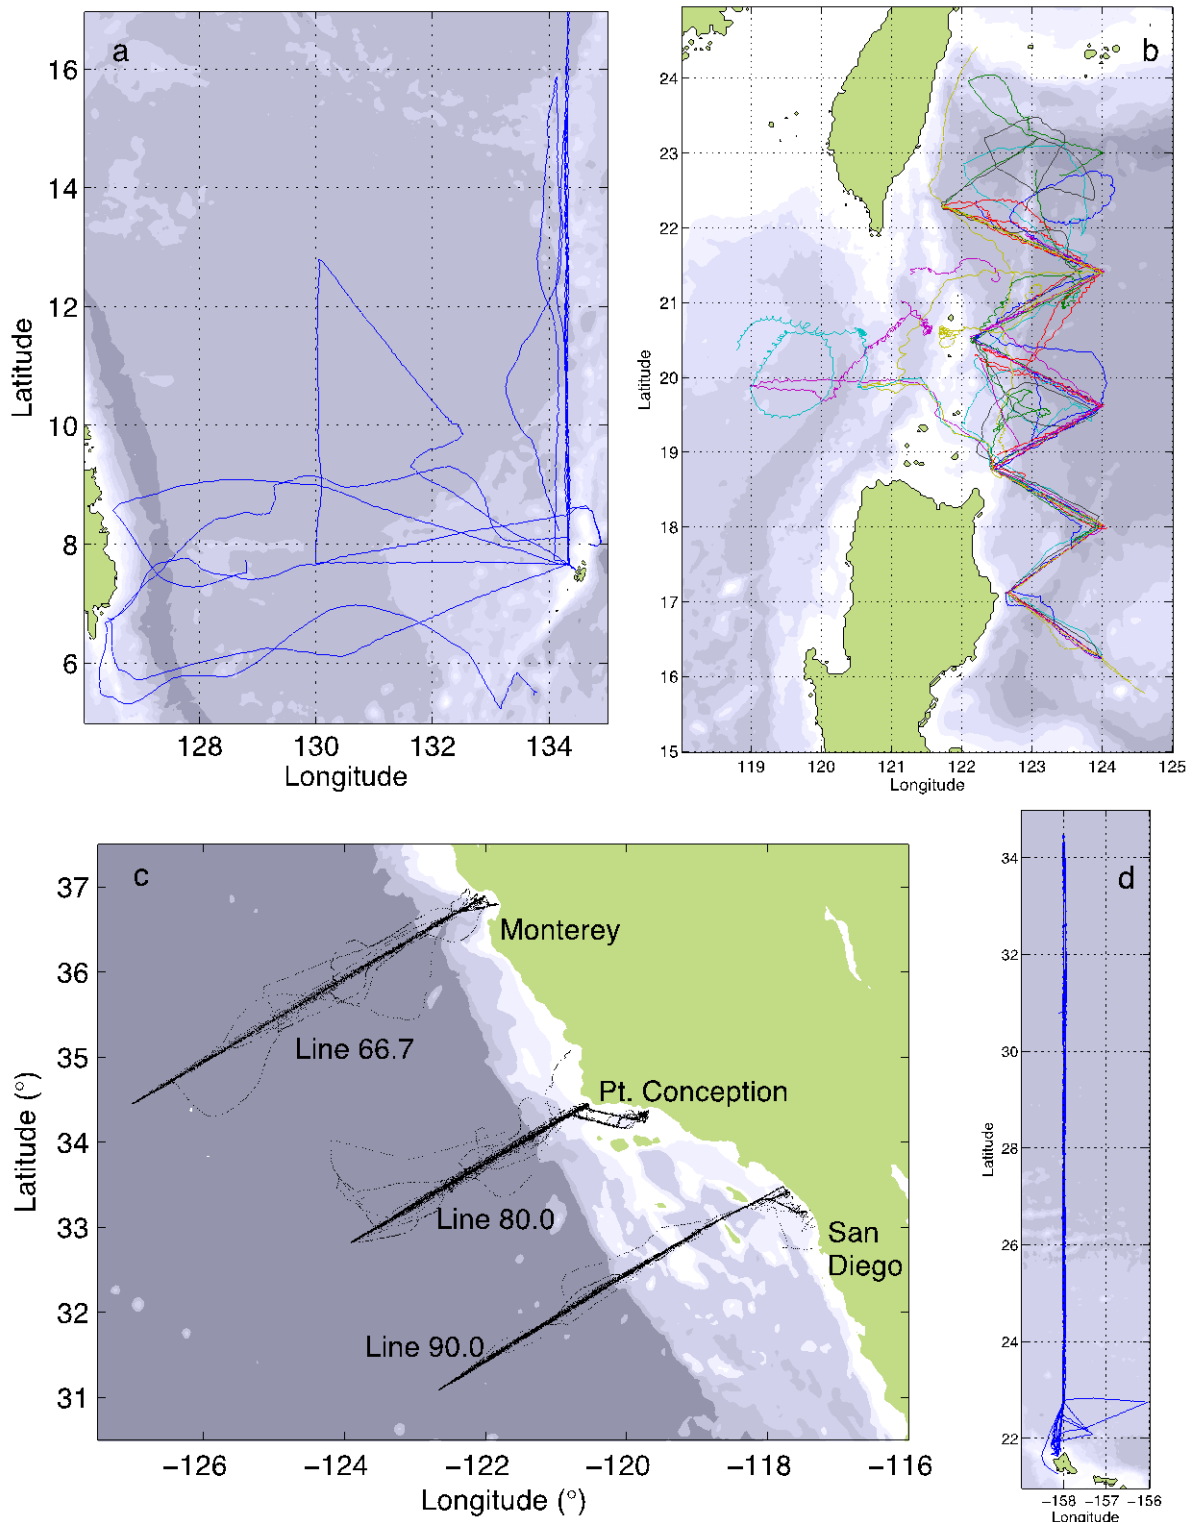 a
16
14
12
10
8
6
Latitude
128
130
132
134
Longitude
b
24
23
22
21
20
19
18
17
16
15
Latitude
119
120
121
122
123
124
125
Longitude
c
37
36
35
34
33
32
31
Latitude (°)
Monterey
Line 66.7
Pt. Conception
Line 80.0
San
Diego
Line 90.0
−126
−124
−122
−120
−118
−116
Longitude (°)
d
34
32
30
28
26
24
22
Latitude
−158
−157
−156
Longitude